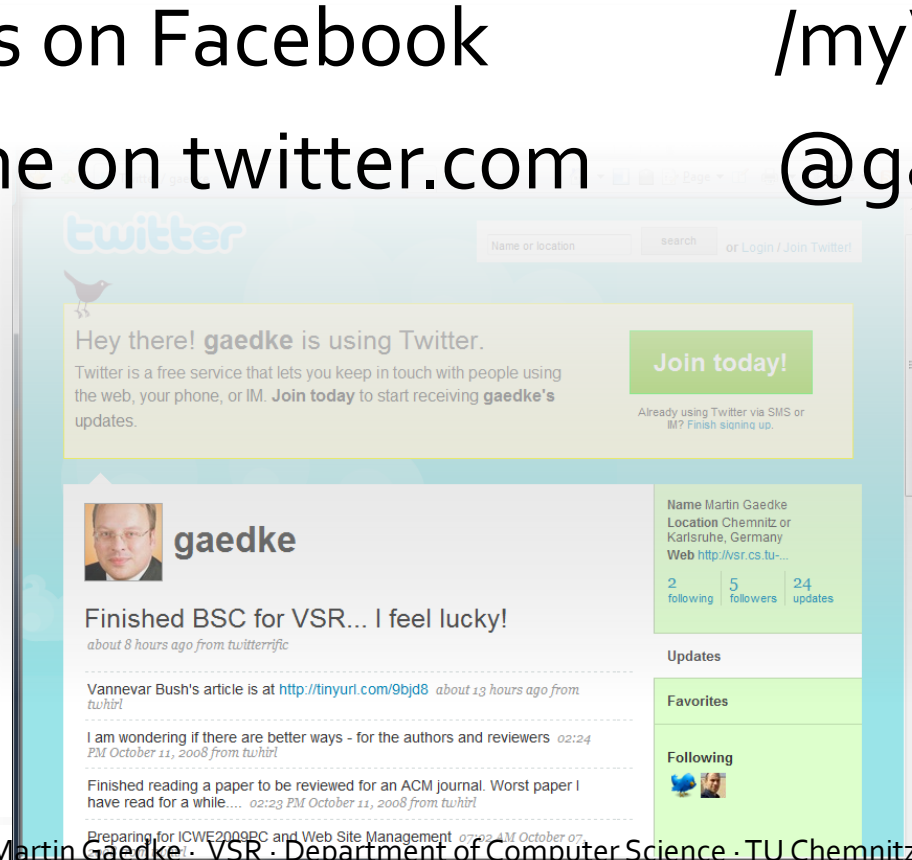 s on Facebook /my
ne on twitter.com @ga
Page
twitter
Name or location search or Login / Join Twitter!
Hey there! gaedke is using Twitter.
Twitter is a free service that lets you keep in touch with people using
the web, your phone, or IM. Join today to start receiving gaedke's
updates.
Join today!
Already using Twitter via SMS or
IM? Finish signing up.
gaedke
Finished BSC for VSR... I feel lucky!
about 8 hours ago from twitterrific
Vannevar Bush's article is at http://tinyurl.com/9bjd8 about 13 hours ago from
twhirl
I am wondering if there are better ways - for the authors and reviewers 02:24
PM October 11, 2008 from twhirl
Finished reading a paper to be reviewed for an ACM journal. Worst paper I
have read for a while.... 02:23 PM October 11, 2008 from twhirl
Preparing for ICWE2009PC and Web Site Management 07:02 AM October 07,
Name Martin Gaedke
Location Chemnitz or
Karlsruhe, Germany
Web http://vsr.cs.tu-...
2 5 24
following followers updates
Updates
Favorites
Following
Martin Gaedke · VSR · Department of Computer Science · TU Chemnitz